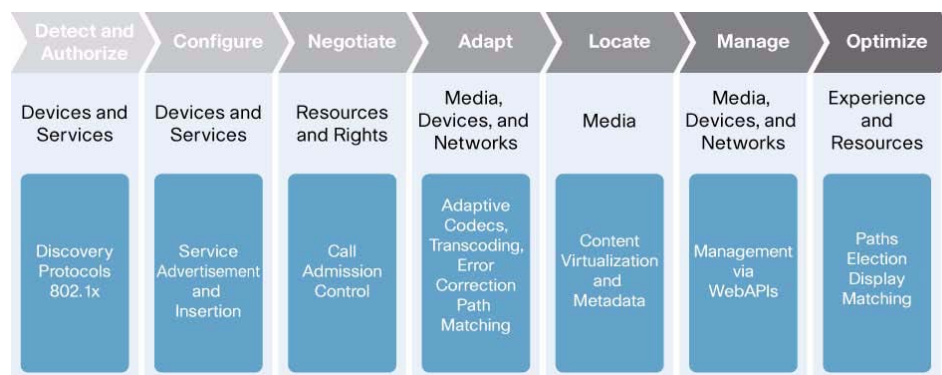 Detect and
Authorize
Configure
Negotiate
Adapt
Locate
Manage
Optimize
Devices and
Services
Devices and
Services
Resources
and Rights
Media,
Devices, and
Networks
Media
Media,
Devices, and
Networks
Experience
and
Resources
Discovery
Protocols
802.1x
Service
Advertisement
and
Insertion
Call
Admission
Control
Adaptive
Codecs,
Transcoding,
Error
Correction
Path
Matching
Content
Virtualization
and
Metadata
Management
via
WebAPIs
Paths
Election
Display
Matching